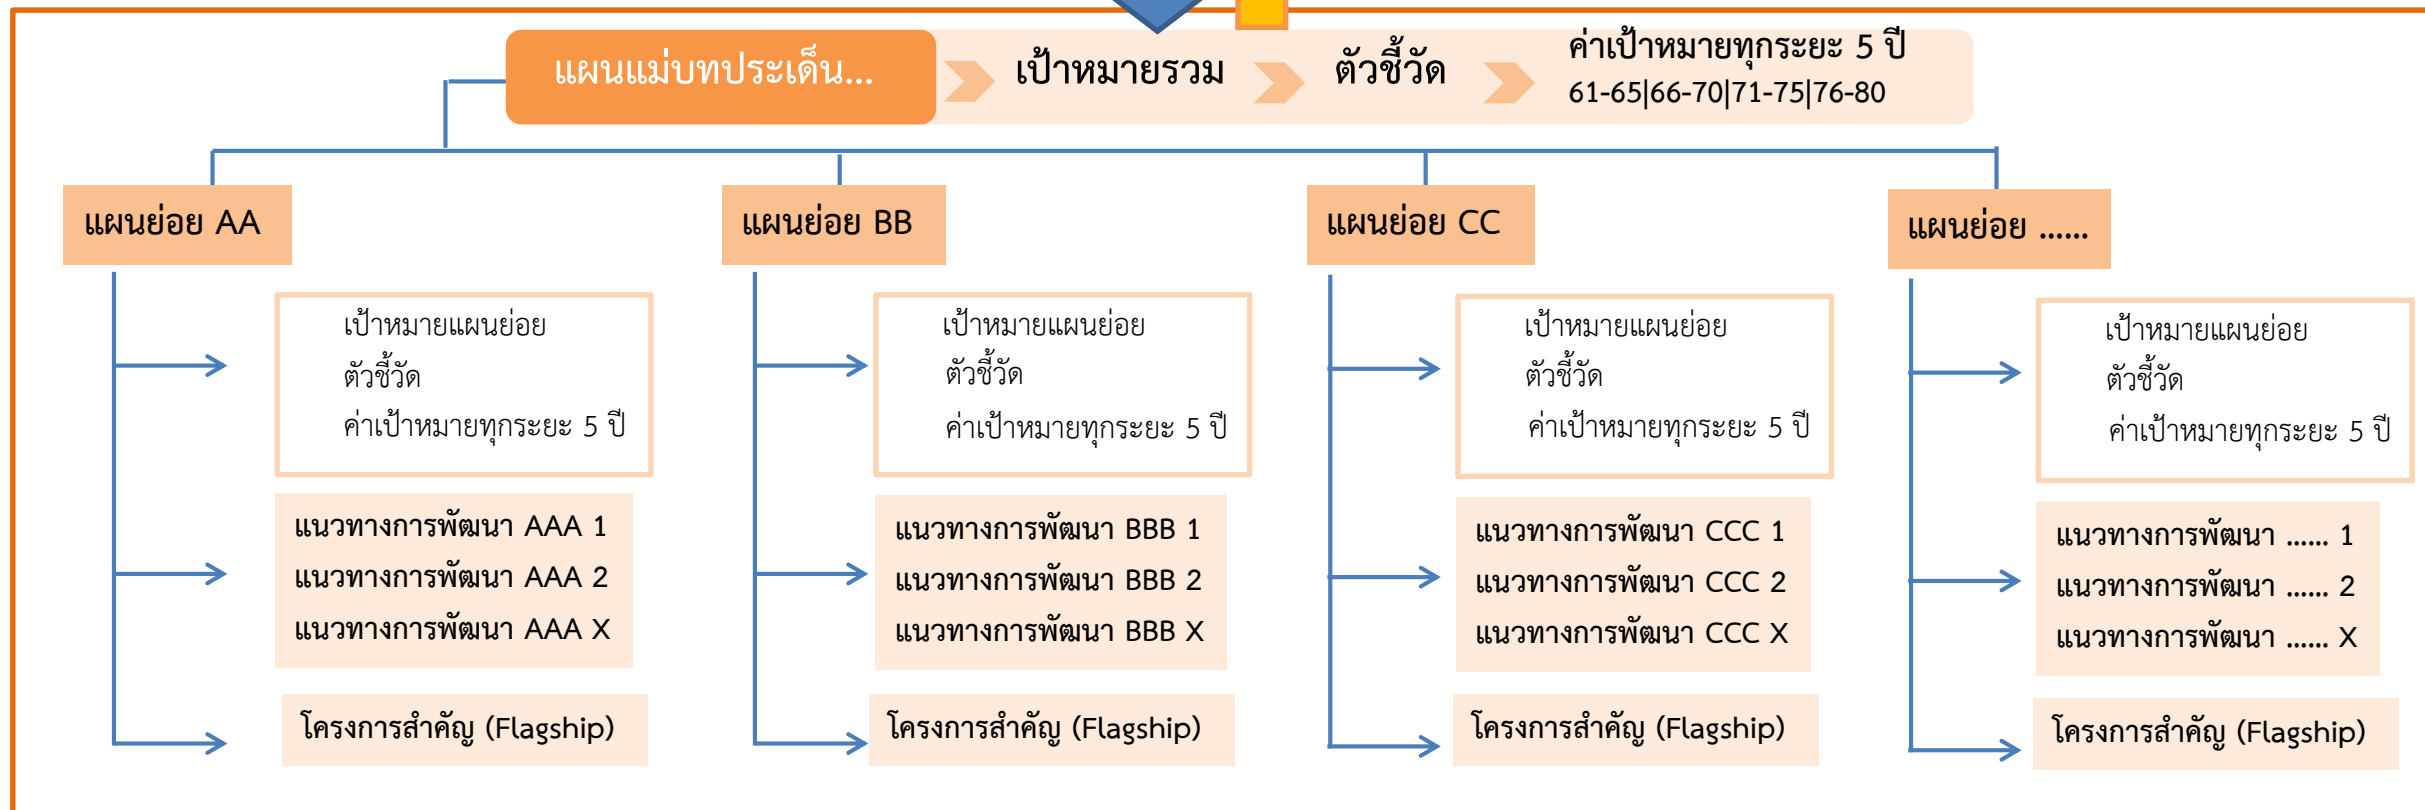 แผนแม่บทประเด็น...
เป้าหมายรวม
ตัวชี้วัด
ค่าเป้าหมายทุกระยะ 5 ปี
61-65|66-70|71-75|76-80
แผนย่อย AA
แผนย่อย BB
แผนย่อย CC
แผนย่อย ......
เป้าหมายแผนย่อย
ตัวชี้วัด
ค่าเป้าหมายทุกระยะ 5 ปี
เป้าหมายแผนย่อย
ตัวชี้วัด
ค่าเป้าหมายทุกระยะ 5 ปี
เป้าหมายแผนย่อย
ตัวชี้วัด
ค่าเป้าหมายทุกระยะ 5 ปี
เป้าหมายแผนย่อย
ตัวชี้วัด
ค่าเป้าหมายทุกระยะ 5 ปี
แนวทางการพัฒนา AAA 1
แนวทางการพัฒนา AAA 2
แนวทางการพัฒนา AAA X
แนวทางการพัฒนา BBB 1
แนวทางการพัฒนา BBB 2
แนวทางการพัฒนา BBB X
แนวทางการพัฒนา CCC 1
แนวทางการพัฒนา CCC 2
แนวทางการพัฒนา CCC X
แนวทางการพัฒนา ...... 1
แนวทางการพัฒนา ...... 2
แนวทางการพัฒนา ...... X
โครงการสำคัญ (Flagship)
โครงการสำคัญ (Flagship)
โครงการสำคัญ (Flagship)
โครงการสำคัญ (Flagship)